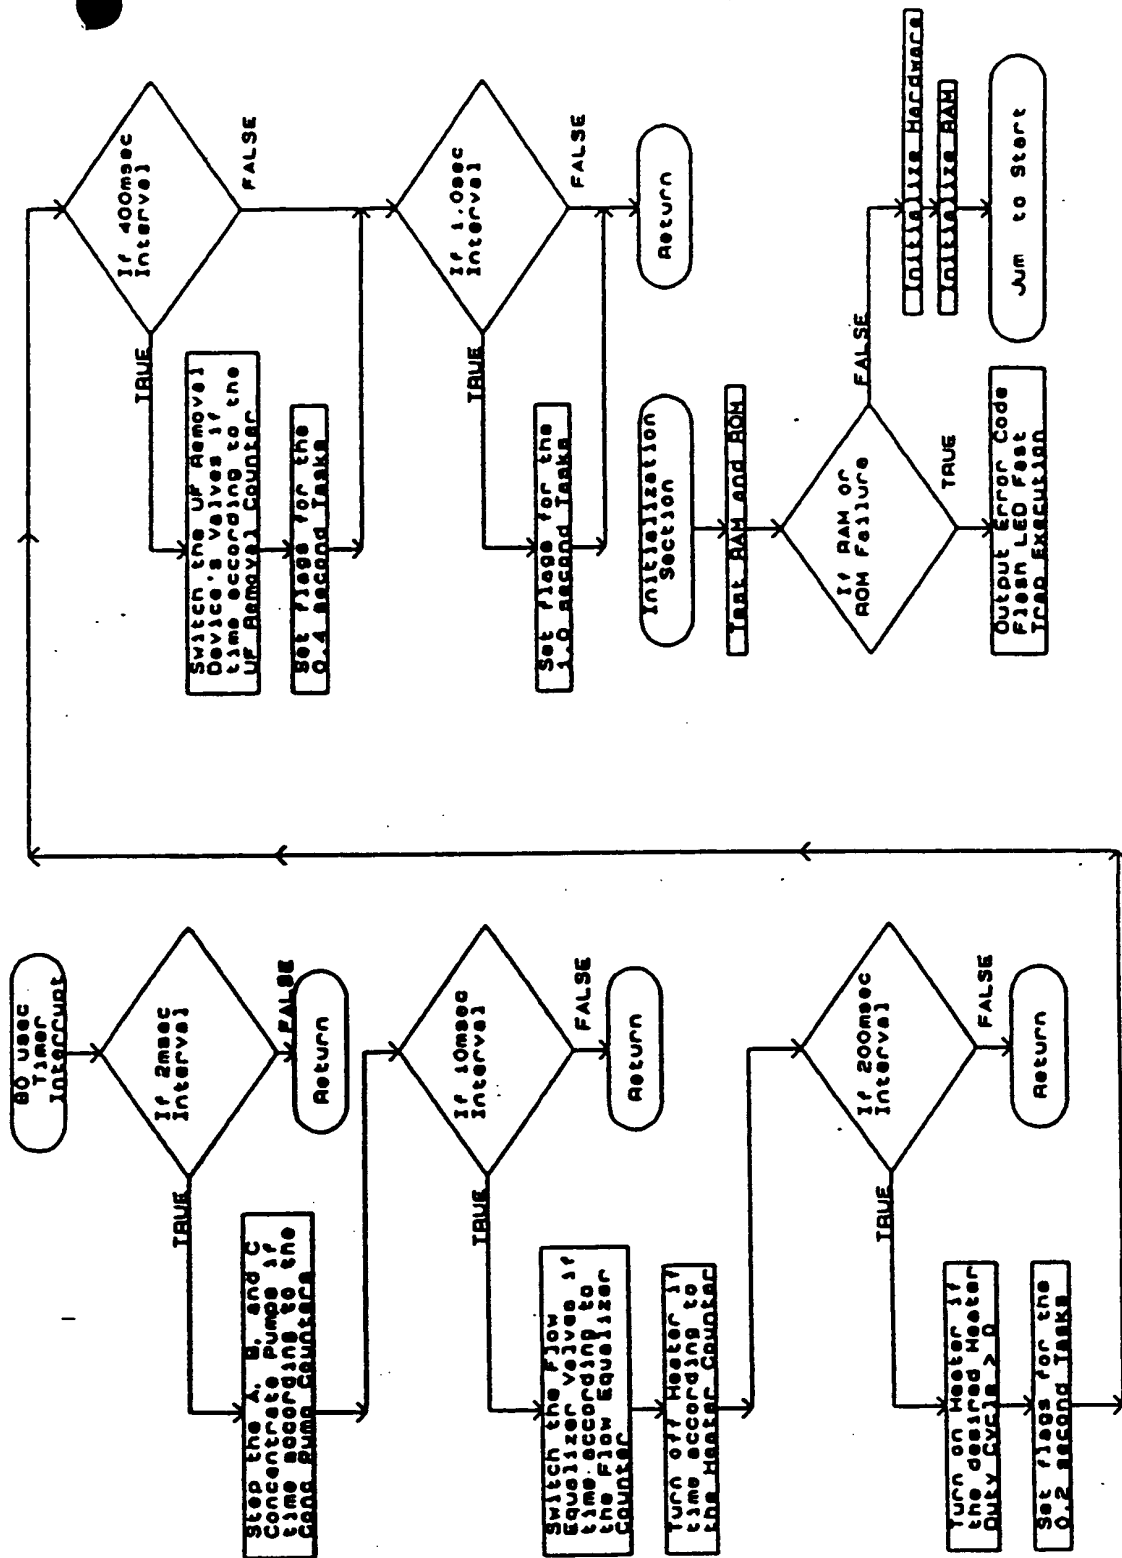 80 usec
Timer
Interrupt
If 2msec
Interval
TRUE
FALSE
Return
Step the A, B, and C
Concentrate Pumps if
time according to the
Conc Pump Counters
If 10msec
Interval
TRUE
FALSE
Return
Switch the Flow
Equalizer Valves if
time according to
the Flow Equalizer
Counter
Turn off Heater if
time according to
the Heater Counter
If 200msec
Interval
TRUE
FALSE
Return
Turn on Heater if
the desired Heater
Duty Cycle > 0
Set flags for the
0.2 second Tasks
If 400msec
Interval
TRUE
FALSE
Switch the UF Removal
Device's Valves if
time according to the
UF Removal Counter
Set flags for the
0.4 second Tasks
If 1.0sec
Interval
TRUE
FALSE
Set flags for the
1.0 second Tasks
Return
Initialization
Section
Test RAM and ROM
If RAM or
ROM Failure
FALSE
TRUE
Initialize Hardware
Initialize RAM
Jum to Start
Output Error Code
Flash LED Fast
Trap Execution